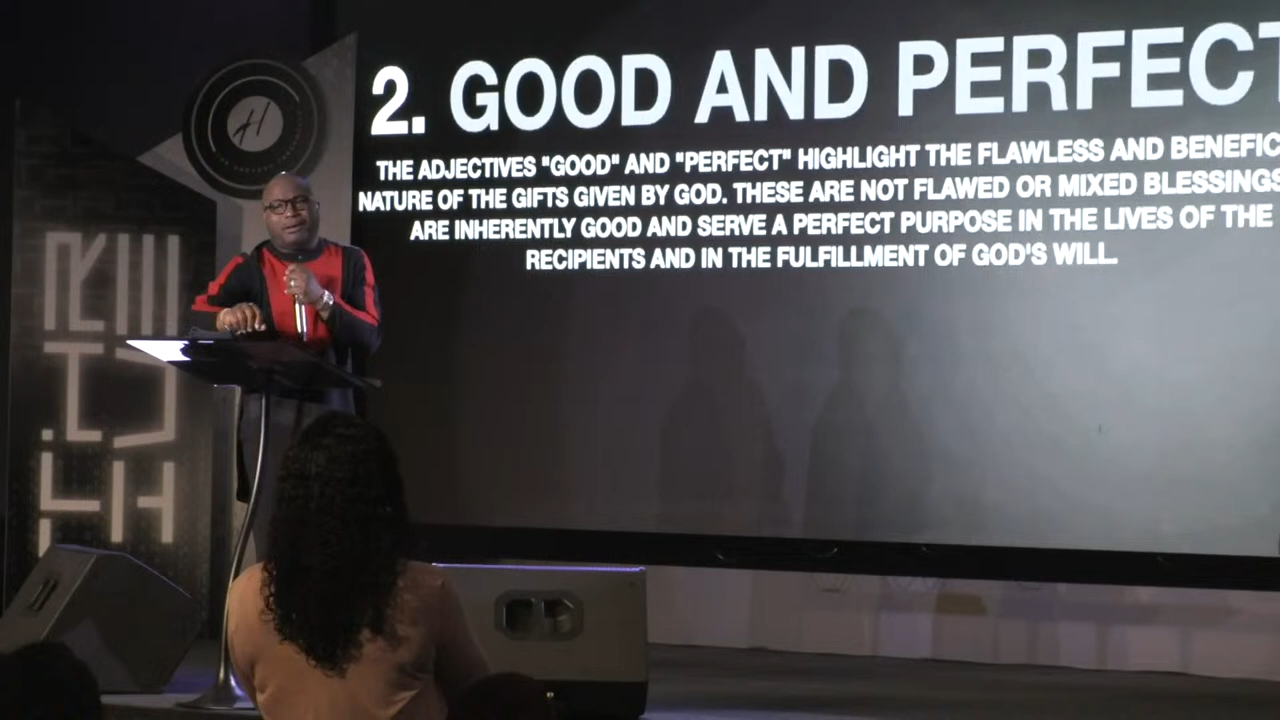 2. GOOD AND PERFECT
THE ADJECTIVES "GOOD" AND "PERFECT" HIGHLIGHT THE FLAWLESS AND BENEFIC
NATURE OF THE GIFTS GIVEN BY GOD. THESE ARE NOT FLAWED OR MIXED BLESSINGS
ARE INHERENTLY GOOD AND SERVE A PERFECT PURPOSE IN THE LIVES OF THE
RECIPIENTS AND IN THE FULFILLMENT OF GOD'S WILL.
H